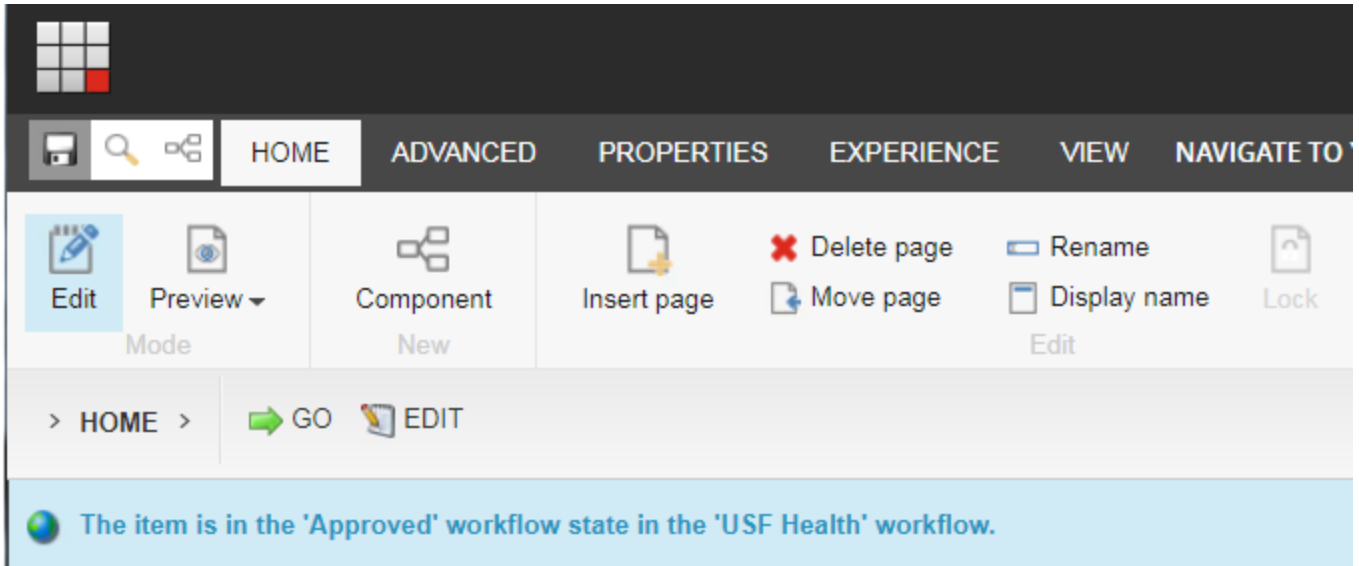 HOME ADVANCED PROPERTIES EXPERIENCE VIEW NAVIGATE TO
Delete page Rename
Edit Preview Component Insert page Move page Display name Lock
Mode New Edit
> HOME > GO EDIT
The item is in the 'Approved' workflow state in the 'USF Health' workflow.